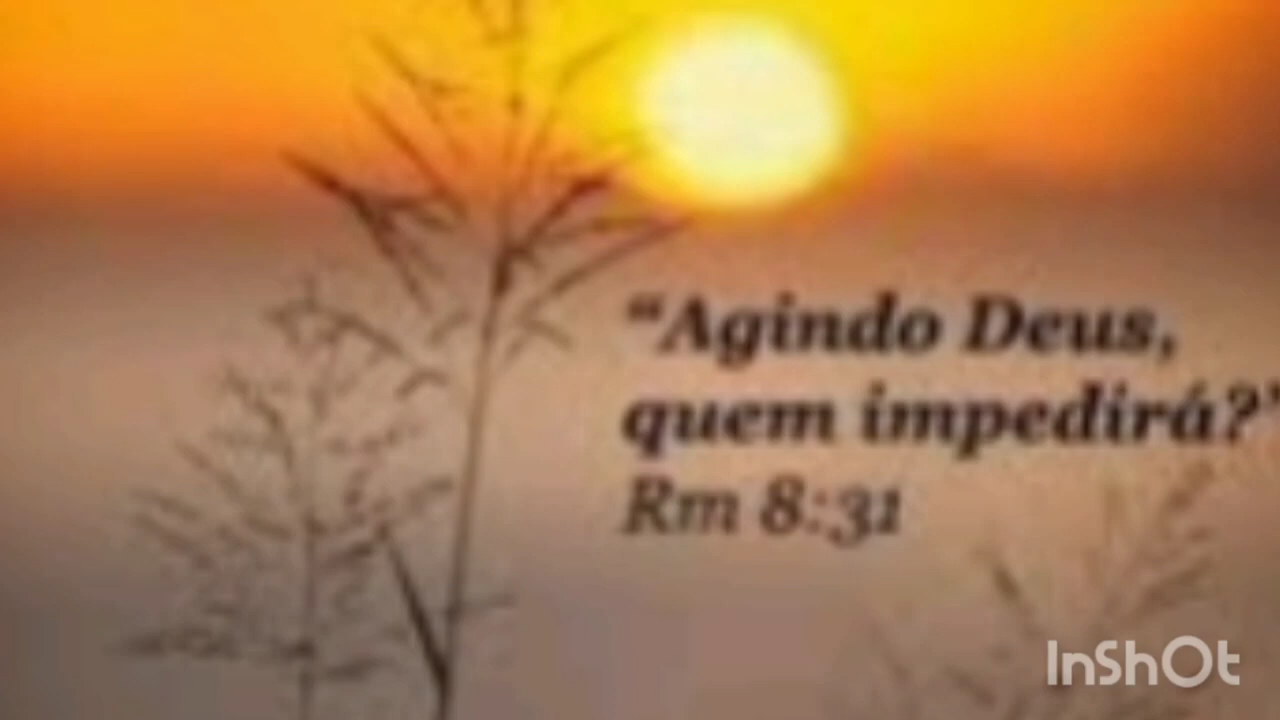 “Agindo Deus,
quem impedirá?”
Rm 8:31
InShOt